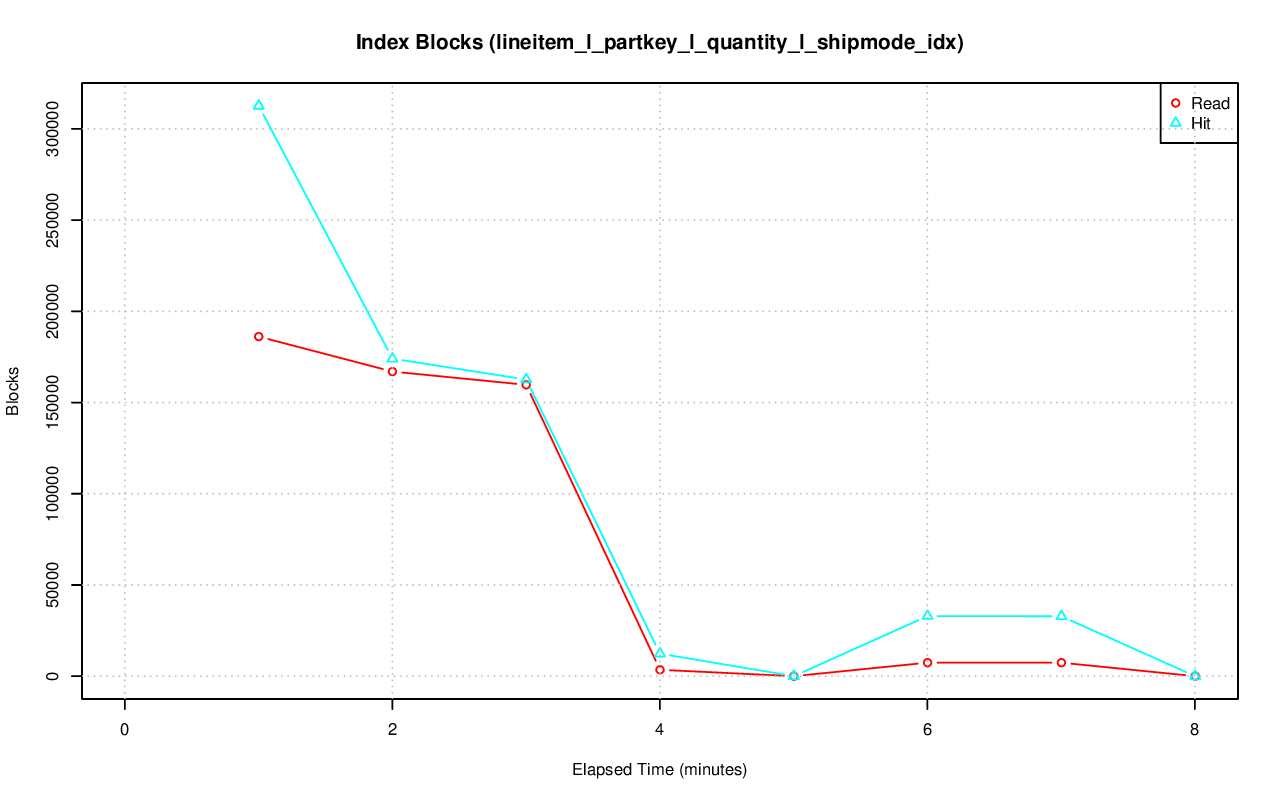 Index Blocks (lineitem_l_partkey_l_quantity_l_shipmode_idx)
Read
Hit
Blocks
300000
250000
200000
150000
100000
50000
0
0 2 4 6 8
Elapsed Time (minutes)